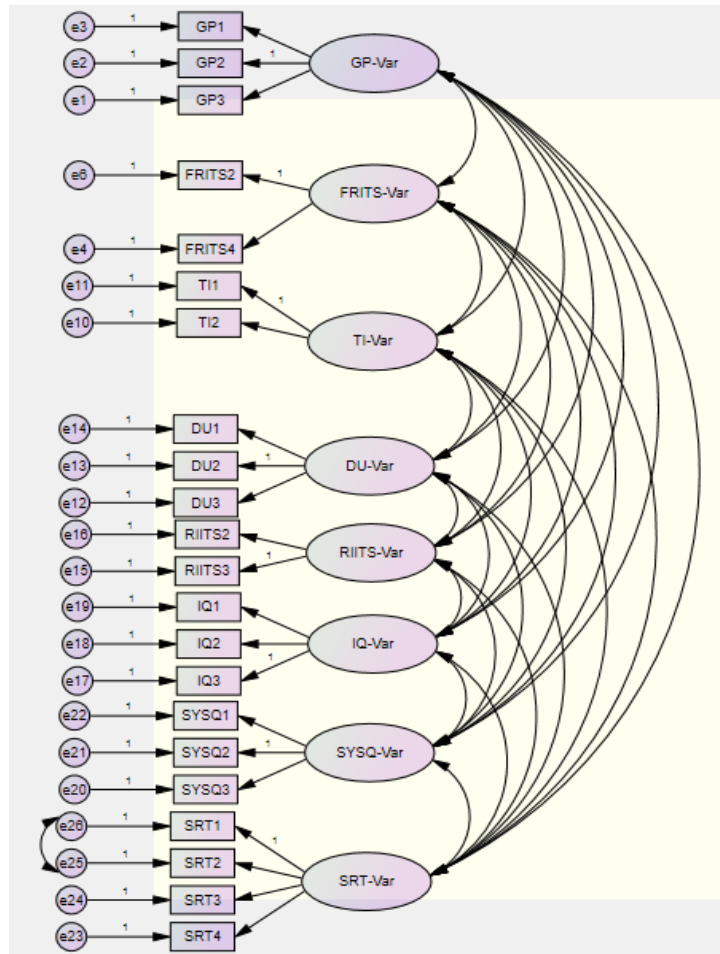 e3 1 GP1
e2 1 GP2 1 GP-Var
e1 1 GP3
e6 1 FRITS2 1 FRITS-Var
e4 1 FRITS4
e11 1 TI1 1
e10 1 TI2 TI-Var
e14 1 DU1
e13 1 DU2 1 DU-Var
e12 1 DU3
e16 1 RIITS2 RIITS-Var
e15 1 RIITS3 1
e19 1 IQ1
e18 1 IQ2 IQ-Var
e17 1 IQ3 1
e22 1 SYSQ1
e21 1 SYSQ2 1 SYSQ-Var
e20 1 SYSQ3
e26 1 SRT1 1
e25 1 SRT2 SRT-Var
e24 1 SRT3
e23 1 SRT4